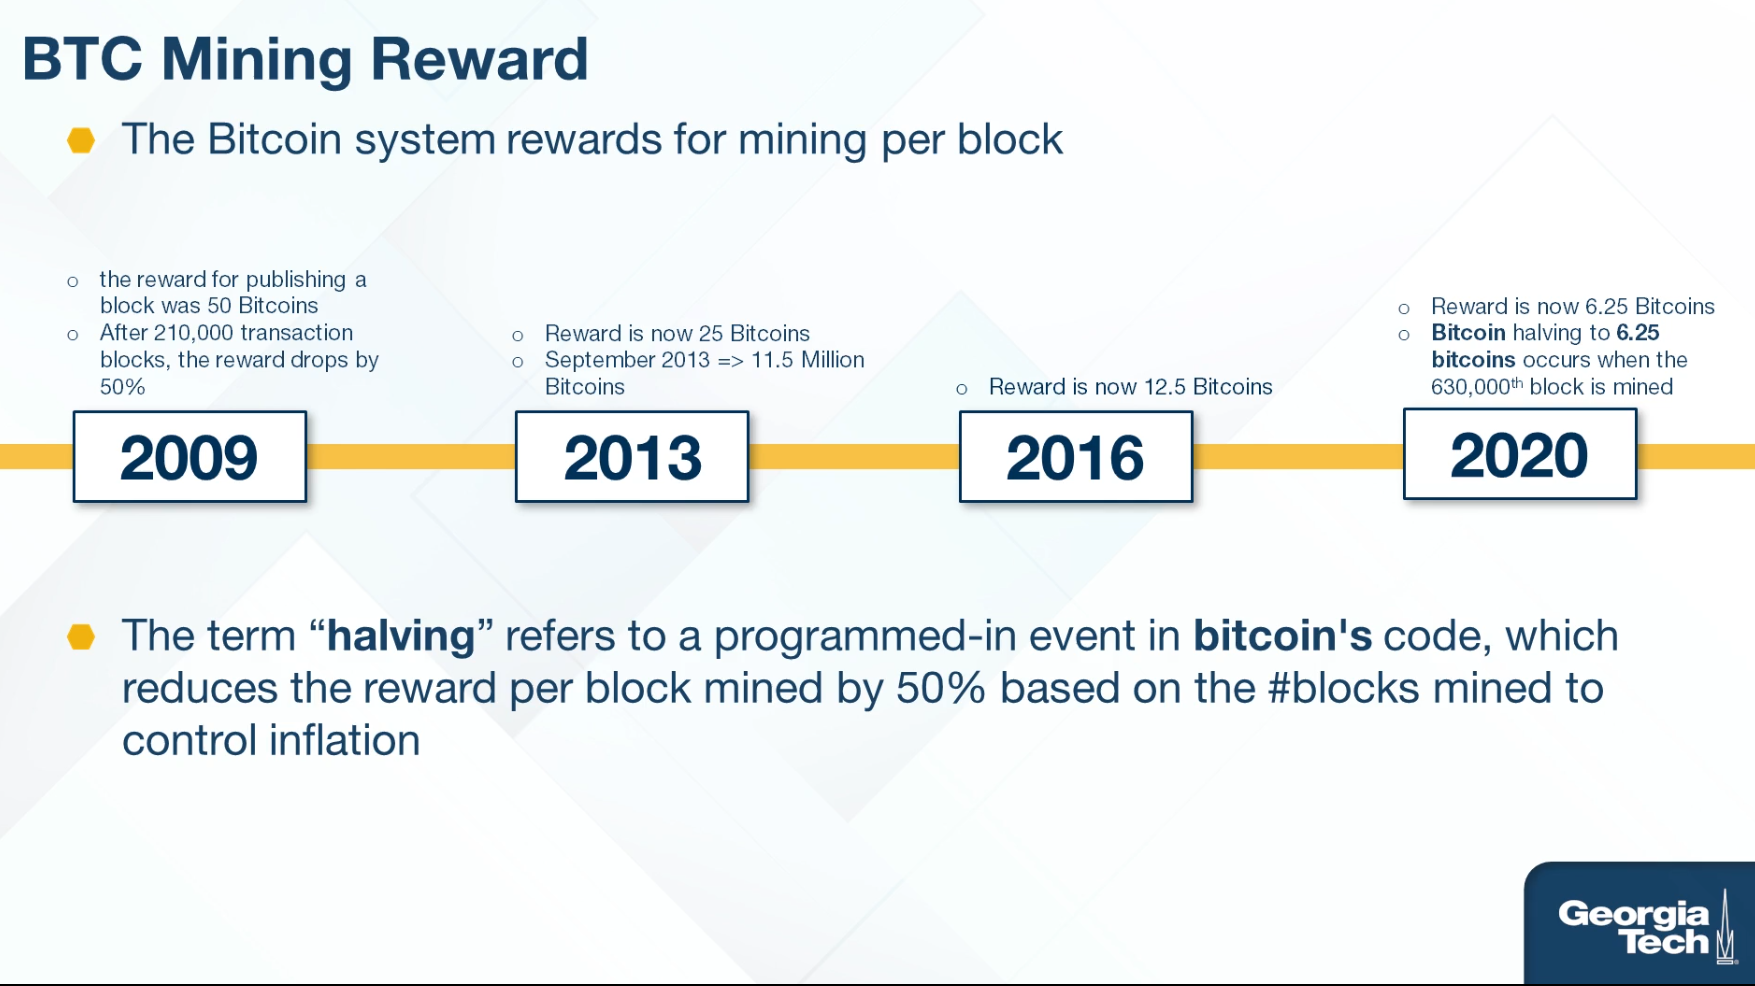 BTC Mining Reward
The Bitcoin system rewards for mining per block
o the reward for publishing a
block was 50 Bitcoins
o After 210,000 transaction
blocks, the reward drops by
50%
2009
o Reward is now 25 Bitcoins
o September 2013 => 11.5 Million
Bitcoins
2013
o Reward is now 12.5 Bitcoins
2016
o Reward is now 6.25 Bitcoins
o Bitcoin halving to 6.25
bitcoins occurs when the
630,000th block is mined
2020
The term “halving” refers to a programmed-in event in bitcoin's code, which
reduces the reward per block mined by 50% based on the #blocks mined to
control inflation
Georgia
Tech